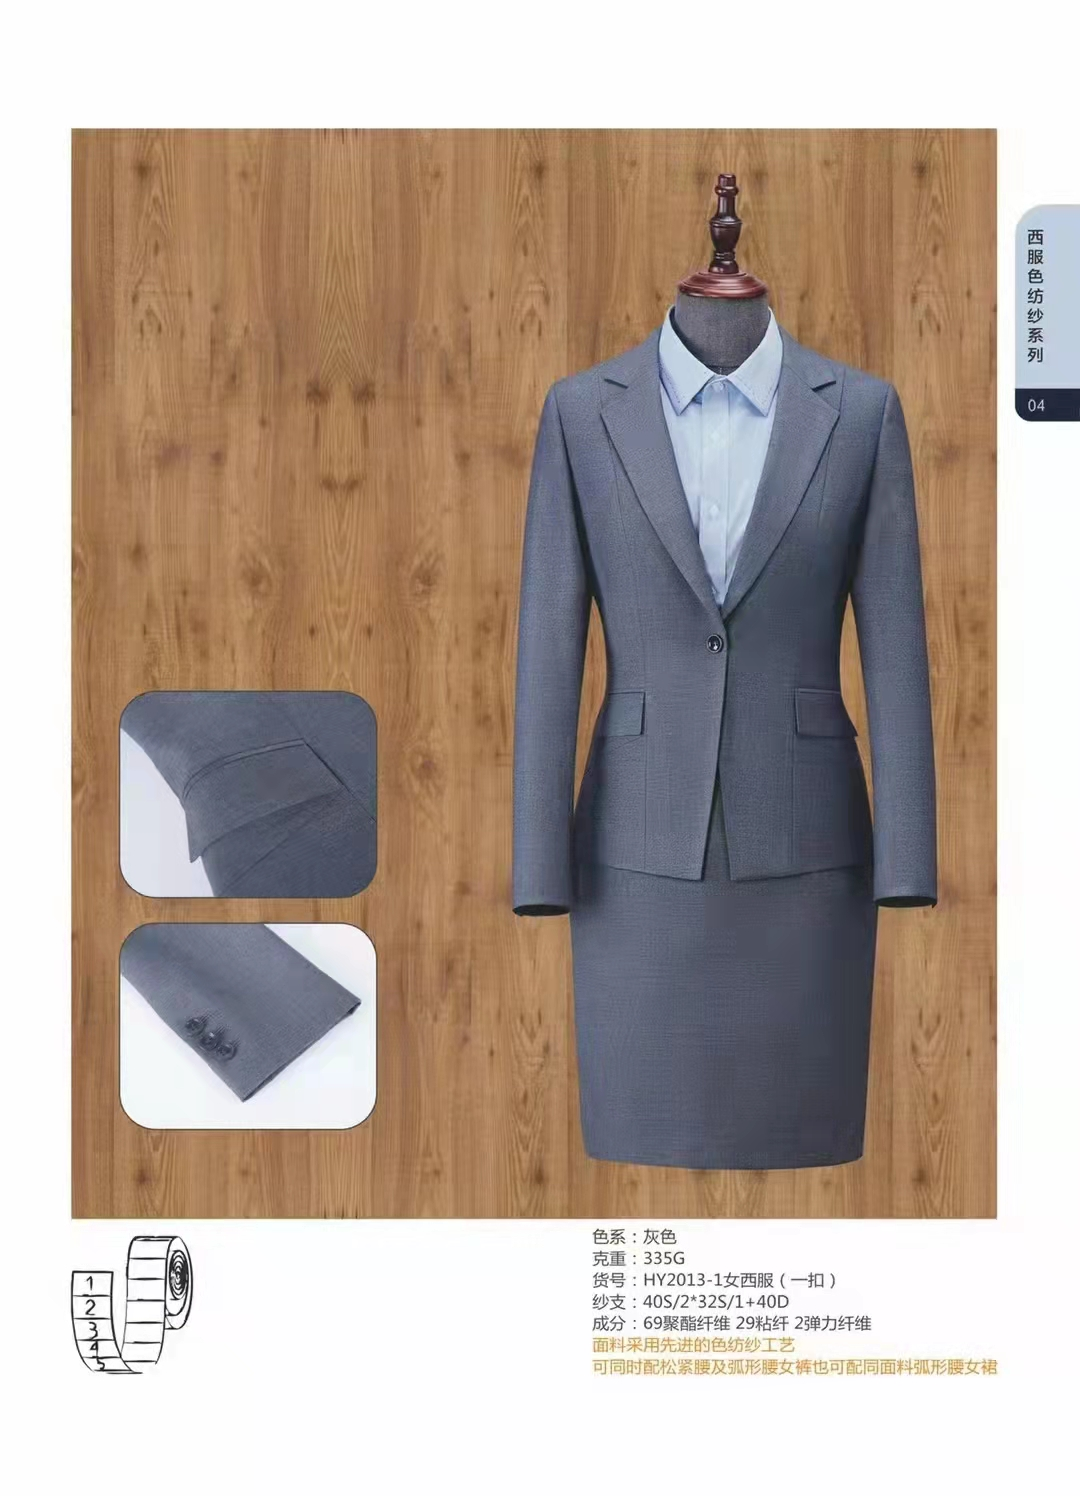 西服色纺纱系列
04
1
2
3
4
5
色系：灰色
克重：335G
货号：HY2013-1女西服（一扣）
纱支：40S/2*32S/1+40D
成分：69聚酯纤维 29粘纤 2弹力纤维
面料采用先进的色纺纱工艺
可同时配松紧腰及弧形腰女裤也可配同面料弧形腰女裙